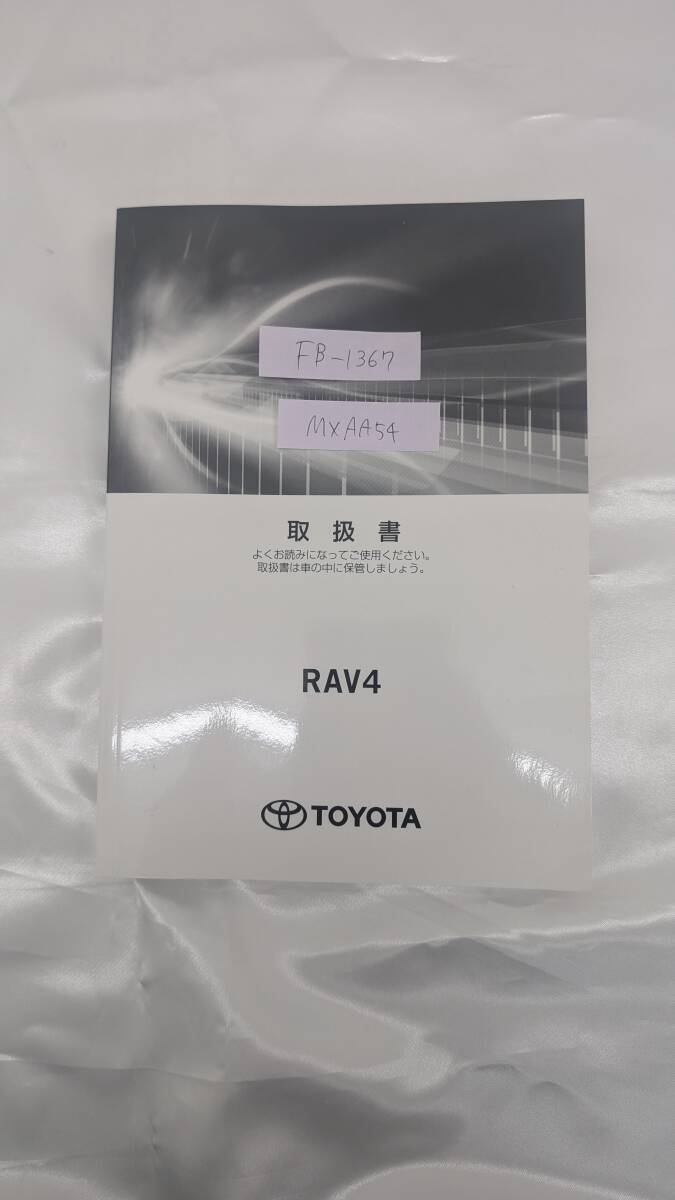 FB-1367
MXAA54
取扱書
よくお読みになってご使用ください。
取扱書は車の中に保管しましょう。
RAV4
TOYOTA